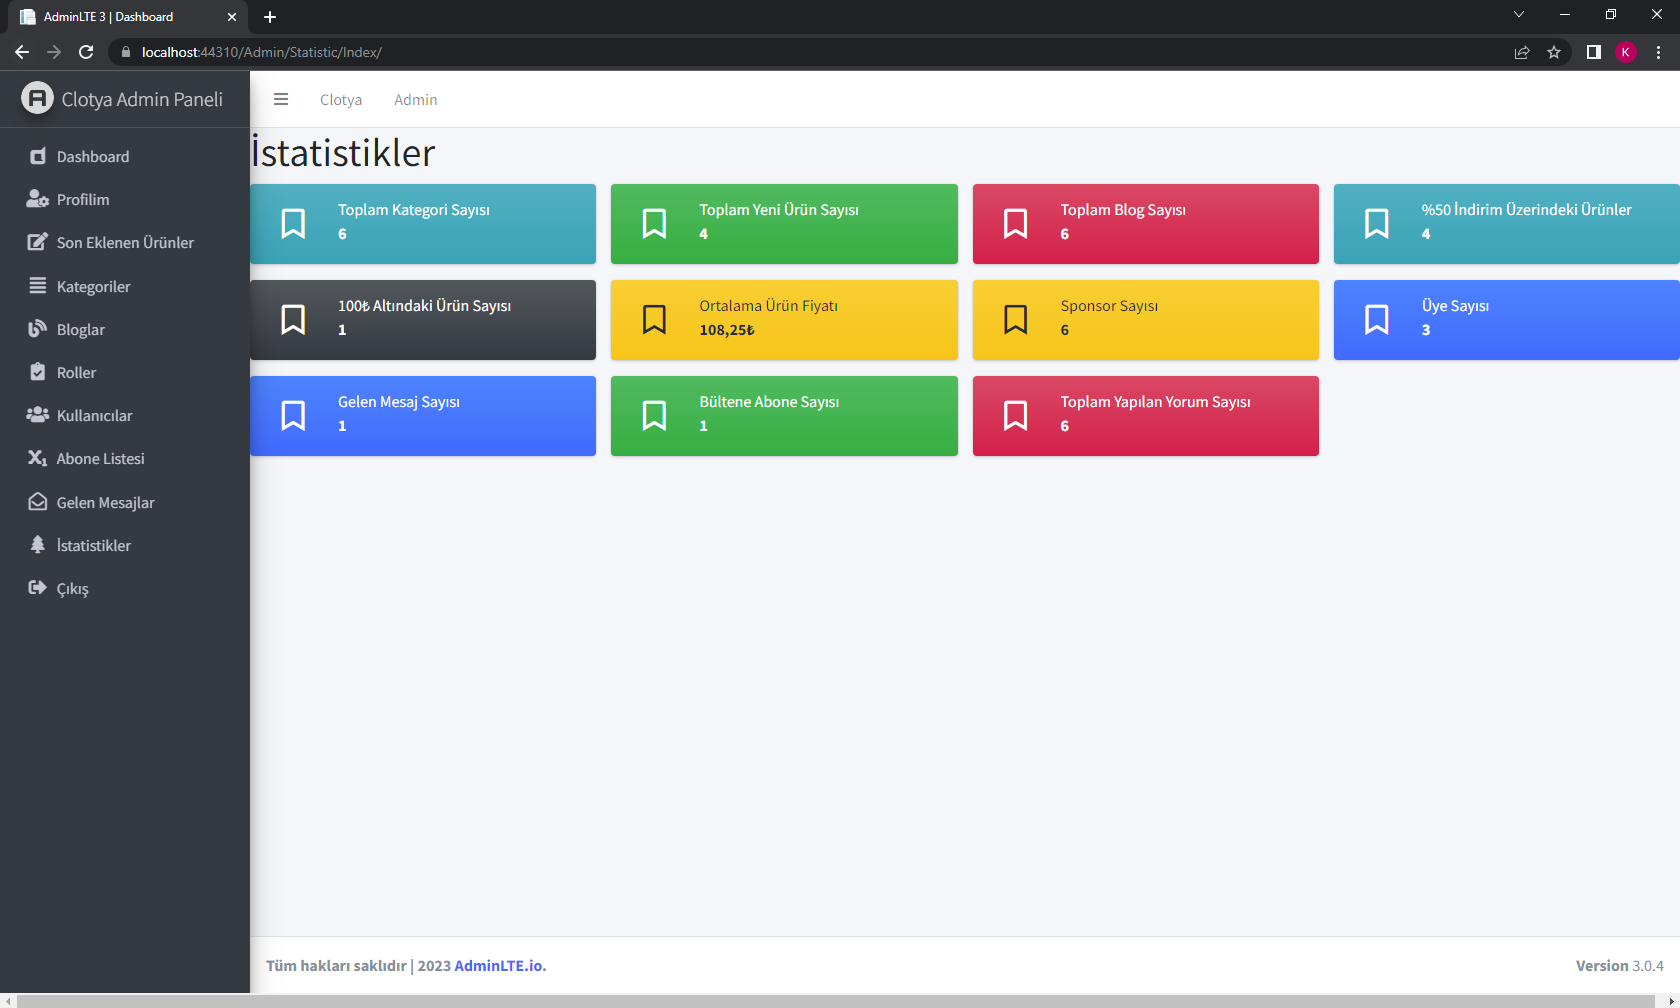 AdminLTE 3 | Dashboard
localhost:44310/Admin/Statistic/Index/
K
Clotya Admin Paneli
Clotya
Admin
Dashboard
Profilim
Son Eklenen Ürünler
Kategoriler
Bloglar
Roller
Kullanıcılar
Abone Listesi
Gelen Mesajlar
İstatistikler
Çıkış
İstatistikler
Toplam Kategori Sayısı
6
Toplam Yeni Ürün Sayısı
4
Toplam Blog Sayısı
6
%50 İndirim Üzerindeki Ürünler
4
100₺ Altındaki Ürün Sayısı
1
Ortalama Ürün Fiyatı
108,25₺
Sponsor Sayısı
6
Üye Sayısı
3
Gelen Mesaj Sayısı
1
Bültene Abone Sayısı
1
Toplam Yapılan Yorum Sayısı
6
Tüm hakları saklıdır | 2023 AdminLTE.io.
Version 3.0.4